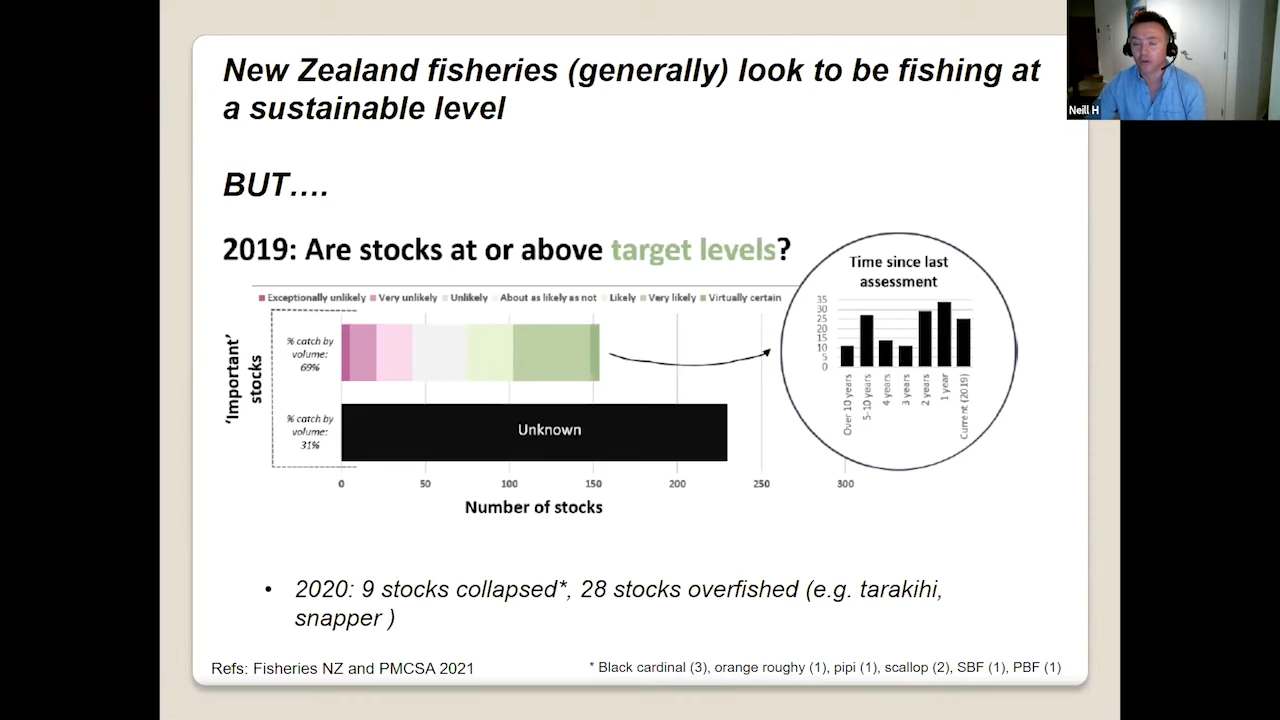 New Zealand fisheries (generally) look to be fishing at
a sustainable level
Neill H
BUT....
2019: Are stocks at or above target levels?
Exceptionally unlikely Very unlikely Unlikely About as likely as not Likely Very likely Virtually certain
'Important'
stocks
% catch by
volume:
69%
% catch by
volume:
31%
Unknown
0 50 100 150 200 250 300
Number of stocks
Time since last
assessment
35
30
25
20
15
10
5
0
Over 10 years
5-10 years
4 years
3 years
2 years
1 year
Current (2019)
• 2020: 9 stocks collapsed*, 28 stocks overfished (e.g. tarakihi,
snapper )
Refs: Fisheries NZ and PMCSA 2021
* Black cardinal (3), orange roughy (1), pipi (1), scallop (2), SBF (1), PBF (1)